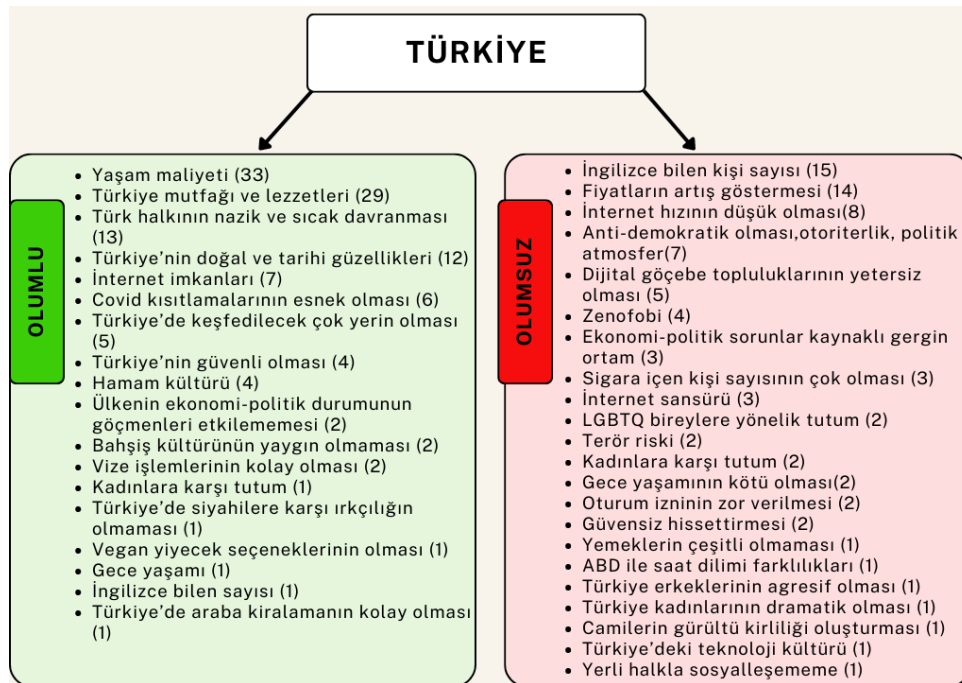 TÜRKİYE
OLUMLU
Yaşam maliyeti (33)
Türkiye mutfağı ve lezzetleri (29)
Türk halkının nazik ve sıcak davranması
(13)
Türkiye’nin doğal ve tarihi güzellikleri (12)
İnternet imkanları (7)
Covid kısıtlamalarının esnek olması (6)
Türkiye’de keşfedilecek çok yerin olması
(5)
Türkiye’nin güvenli olması (4)
Hamam kültürü (4)
Ülkenin ekonomi-politik durumunun
göçmenleri etkilememesi (2)
Bahşiş kültürünün yaygın olmaması (2)
Vize işlemlerinin kolay olması (2)
Kadınlara karşı tutum (1)
Türkiye’de siyahilere karşı ırkçılığın
olmaması (1)
Vegan yiyecek seçeneklerinin olması (1)
Gece yaşamı (1)
İngilizce bilen sayısı (1)
Türkiye’de araba kiralamanın kolay olması
(1)
OLUMSUZ
İngilizce bilen kişi sayısı (15)
Fiyatların artış göstermesi (14)
İnternet hızının düşük olması(8)
Anti-demokratik olması,otoriterlik, politik
atmosfer(7)
Dijital göçebe topluluklarının yetersiz
olması (5)
Zenofobi (4)
Ekonomi-politik sorunlar kaynaklı gergin
ortam (3)
Sigara içen kişi sayısının çok olması (3)
İnternet sansürü (3)
LGBTQ bireylere yönelik tutum (2)
Terör riski (2)
Kadınlara karşı tutum (2)
Gece yaşamının kötü olması(2)
Oturum izninin zor verilmesi (2)
Güvensiz hissettirmesi (2)
Yemeklerin çeşitli olmaması (1)
ABD ile saat dilimi farklılıkları (1)
Türkiye erkeklerinin agresif olması (1)
Türkiye kadınlarının dramatik olması (1)
Camilerin gürültü kirliliği oluşturması (1)
Türkiye’deki teknoloji kültürü (1)
Yerli halkla sosyalleşememe (1)